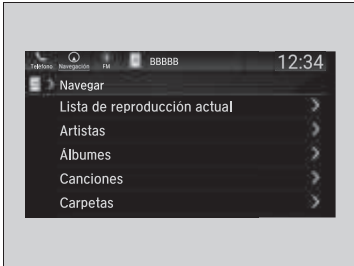 Teléfono Navegación FM BBBBB 12:34
Navegar
Lista de reproducción actual
Artistas
Álbumes
Canciones
Carpetas